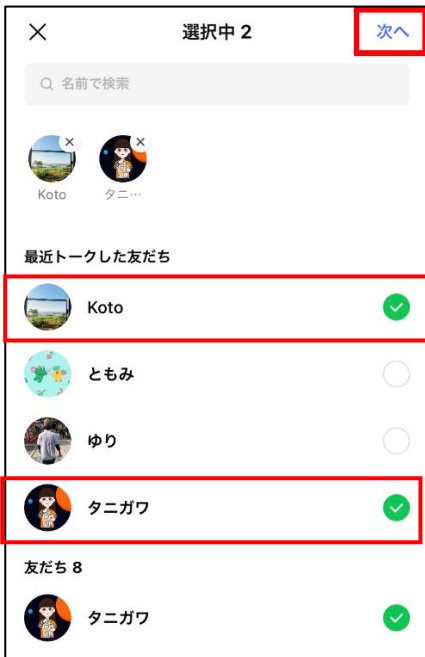 選択中 2
次へ
名前で検索
Koto
タニ…
最近トークした友だち
Koto
ともみ
ゆり
タニガワ
友だち 8
タニガワ